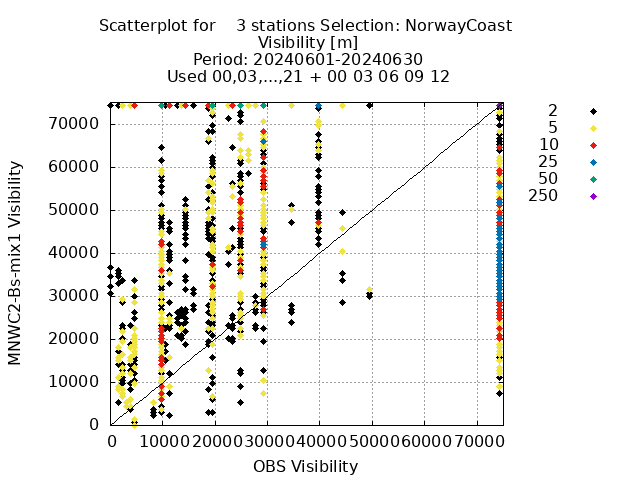 Scatterplot for    3 stations Selection: NorwayCoast
Visibility [m]
Period: 20240601-20240630
Used 00,03,...,21 + 00 03 06 09 12
2
5
10
25
50
250
70000
60000
50000
40000
30000
20000
10000
0
MNWC2-Bs-mix1 Visibility
0 10000 20000 30000 40000 50000 60000 70000
OBS Visibility